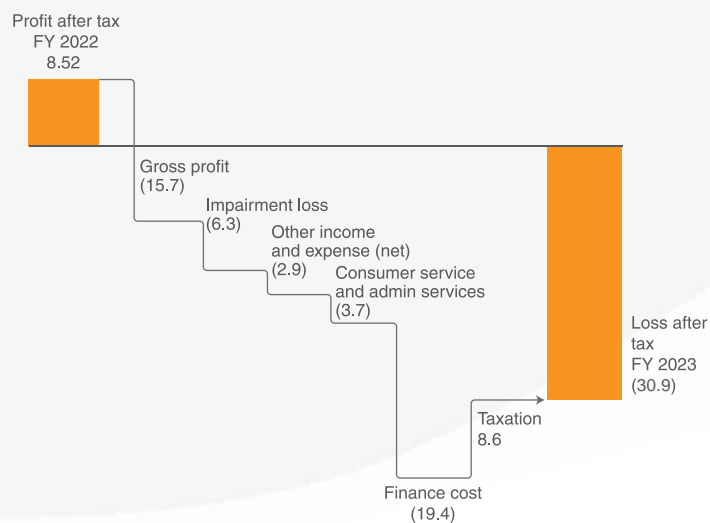 Profit after tax
FY 2022
8.52
Gross profit
(15.7)
Impairment loss
(6.3)
Other income
and expense (net)
(2.9)
Consumer service
and admin services
(3.7)
Finance cost
(19.4)
Taxation
8.6
Loss after
tax
FY 2023
(30.9)